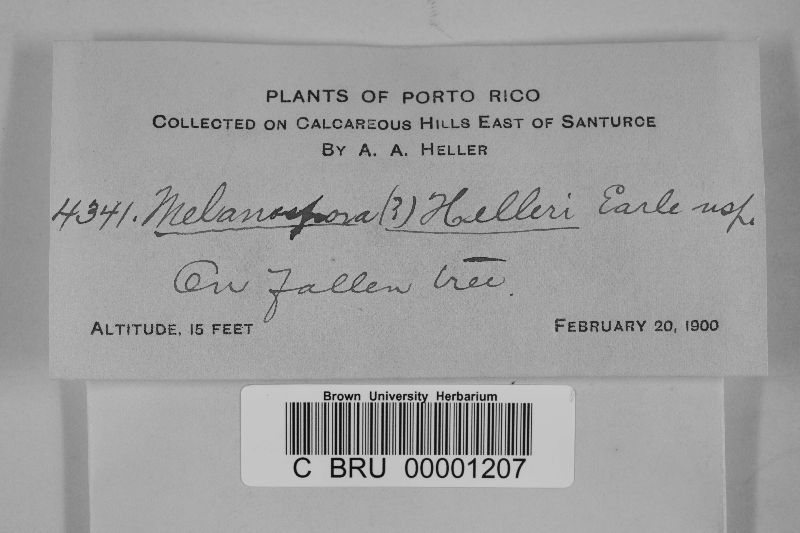 PLANTS OF PORTO RICO
COLLECTED ON CALCAREOUS HILLS EAST OF SANTURCE
BY A. A. HELLER
4341. Melanospora (?) Helleri Earle nsp.
On fallen tree.
ALTITUDE, 15 FEET FEBRUARY 20, 1900
Brown University Herbarium
C BRU 00001207